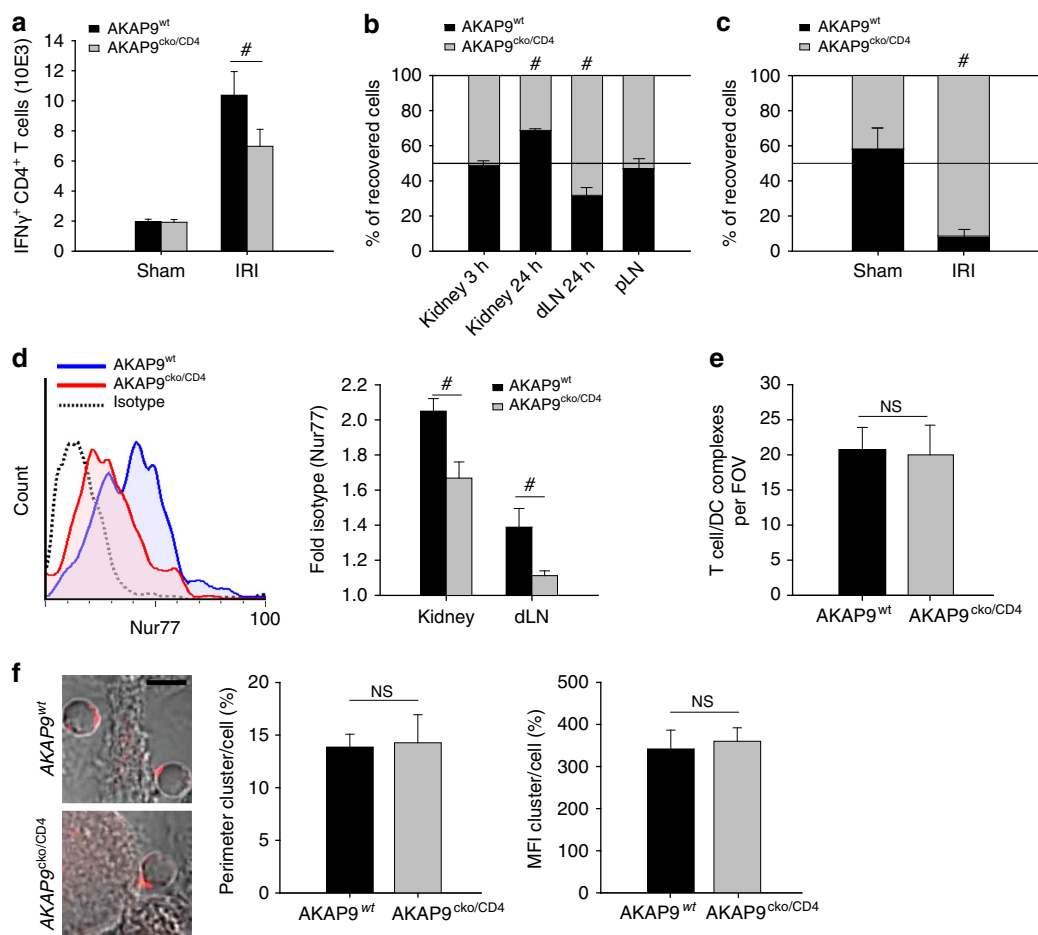 a
AKAP9wt
AKAP9cko/CD4
IFNγ+ CD4+ T cells (10E3)
14
12
10
8
6
4
2
0
#
Sham
IRI
b
AKAP9wt
AKAP9cko/CD4
% of recovered cells
100
80
60
40
20
0
#
#
Kidney 3 h
Kidney 24 h
dLN 24 h
pLN
c
AKAP9wt
AKAP9cko/CD4
% of recovered cells
100
80
60
40
20
0
#
Sham
IRI
d
AKAP9wt
AKAP9cko/CD4
Isotype
Count
Nur77
100
AKAP9wt
AKAP9cko/CD4
Fold isotype (Nur77)
2.2
2.0
1.8
1.6
1.4
1.2
1.0
#
#
Kidney
dLN
e
T cell/DC complexes
per FOV
30
25
20
15
10
5
0
NS
AKAP9wt
AKAP9cko/CD4
f
AKAP9wt
AKAP9cko/CD4
Perimeter cluster/cell (%)
20
15
10
5
0
NS
AKAP9wt
AKAP9cko/CD4
MFI cluster/cell (%)
500
400
300
200
100
0
NS
AKAP9wt
AKAP9cko/CD4